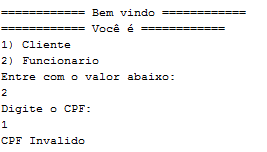 ============ Bem vindo ============
============ Você é ============
1) Cliente
2) Funcionario
Entre com o valor abaixo:
2
Digite o CPF:
1
CPF Invalido